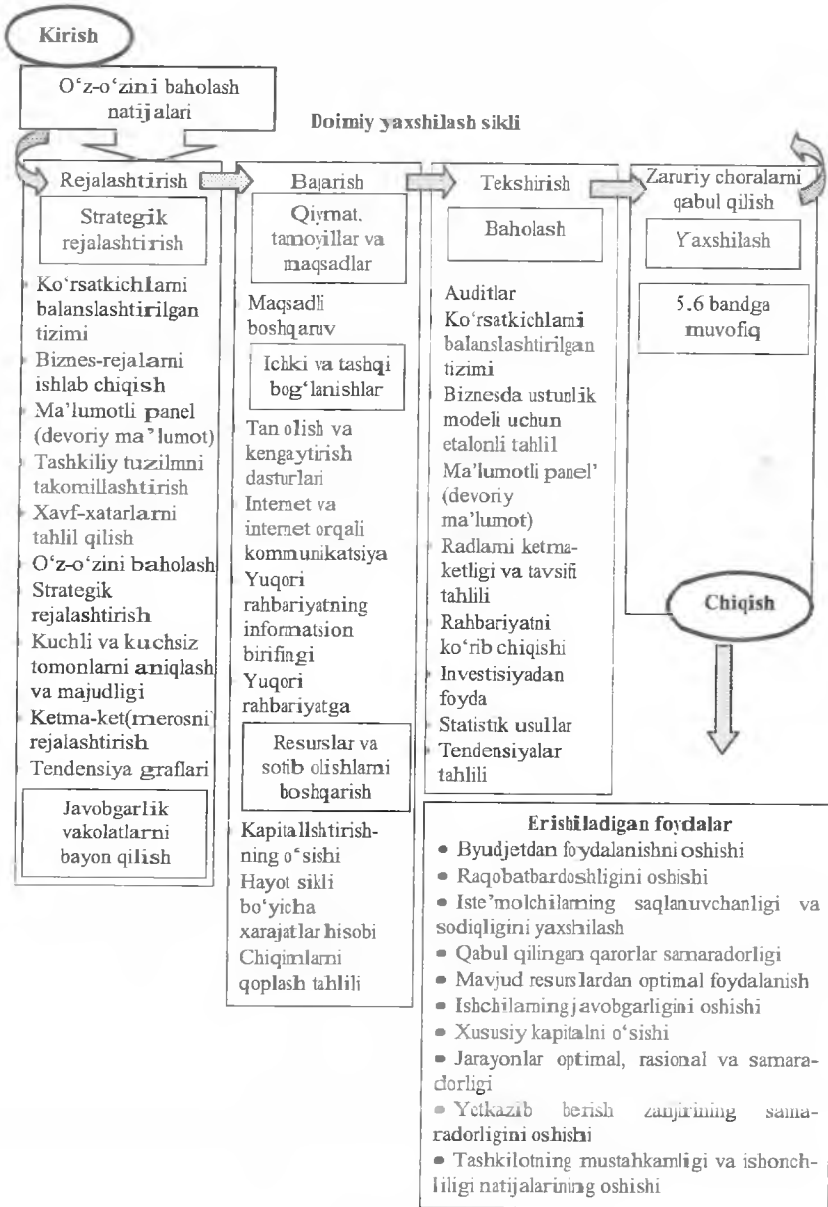 Kirish
O‘z-o‘zini baholash
natijalari
Doimiy yaxshilash sikli
Rejalashtirish
Strategik
rejalashtirish
Ko‘rsatkichlarni
balanslashtirilgan
tizimi
Biznes-rejalarni
ishlab chiqish
Ma’lumotli panel
(devoriy ma’lumot)
Tashkiliy tuzilmni
takomillashtirish
Xavf-xatarlarni
tahlil qilish
O‘z-o‘zini baholash
Strategik
rejalashtirish
Kuchli va kuchsiz
tomonlarni aniqlash
va majudligi
Ketma-ket(merosni)
rejalashtirish
Tendensiya graflari
Javobgarlik
vakolatlarni
bayon qilish
Bajarish
Qiymat,
tamoyillar va
maqsadlar
Maqsadli
boshqaruv
Ichki va tashqi
bog‘lanishlar
Tan olish va
kengaytirish
dasturlari
Internet va
internet orqali
kommunikatsiya
Yuqori
rahbariyatning
informatsion
birifingi
Yuqori
rahbariyatga
Resurslar va
sotib olishlarni
boshqarish
Kapitallshtirish-
ning o‘sishi
Hayot sikli
bo‘yicha
xarajatlar hisobi
Chiqimlarni
qoplash tahlili
Tekshirish
Baholash
Auditlar
Ko‘rsatkichlarni
balanslashtirilgan
tizimi
Biznesda ustunlik
modeli uchun
etalonli tahlil
Ma’lumotli panel’
(devoriy
ma’lumot)
Radlarni ketma-
ketligi va tavsifi
tahlili
Rahbariyatni
ko‘rib chiqishi
Investisiyadan
foyda
Statistik usullar
Tendensiyalar
tahlili
Zaruriy choralarni
qabul qilish
Yaxshilash
5.6 bandga
muvofiq
Chiqish
Erishiladigan foydalar
• Byudjetdan foydalanishni oshishi
• Raqobatbardoshligini oshishi
• Iste’molchilarning saqlanuvchanligi va
sodiqligini yaxshilash
• Qabul qilingan qarorlar samaradorligi
• Mavjud resurslardan optimal foydalanish
• Ishchilarning javobgarligini oshishi
• Xususiy kapitalni o‘sishi
• Jarayonlar optimal, rasional va samara-
dorligi
• Yetkazib berish zanjirining sama-
radorligini oshishi
• Tashkilotning mustahkamligi va ishonch-
liligi natijalarining oshishi